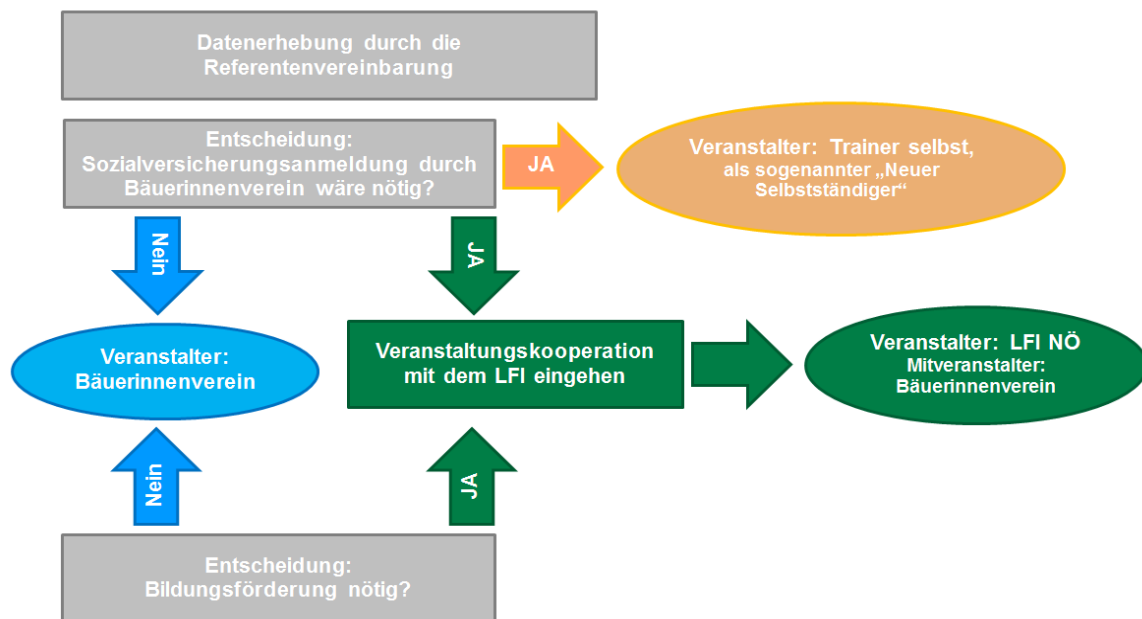 Datenerhebung durch die
Referentenvereinbarung
Entscheidung:
Sozialversicherungsanmeldung durch
Bäuerinnenverein wäre nötig?
JA
Veranstalter: Trainer selbst,
als sogenannter „Neuer
Selbstständiger“
Nein
JA
Veranstalter:
Bäuerinnenverein
Veranstaltungskooperation
mit dem LFI eingehen
Veranstalter: LFI NÖ
Mitveranstalter:
Bäuerinnenverein
Nein
JA
Entscheidung:
Bildungsförderung nötig?